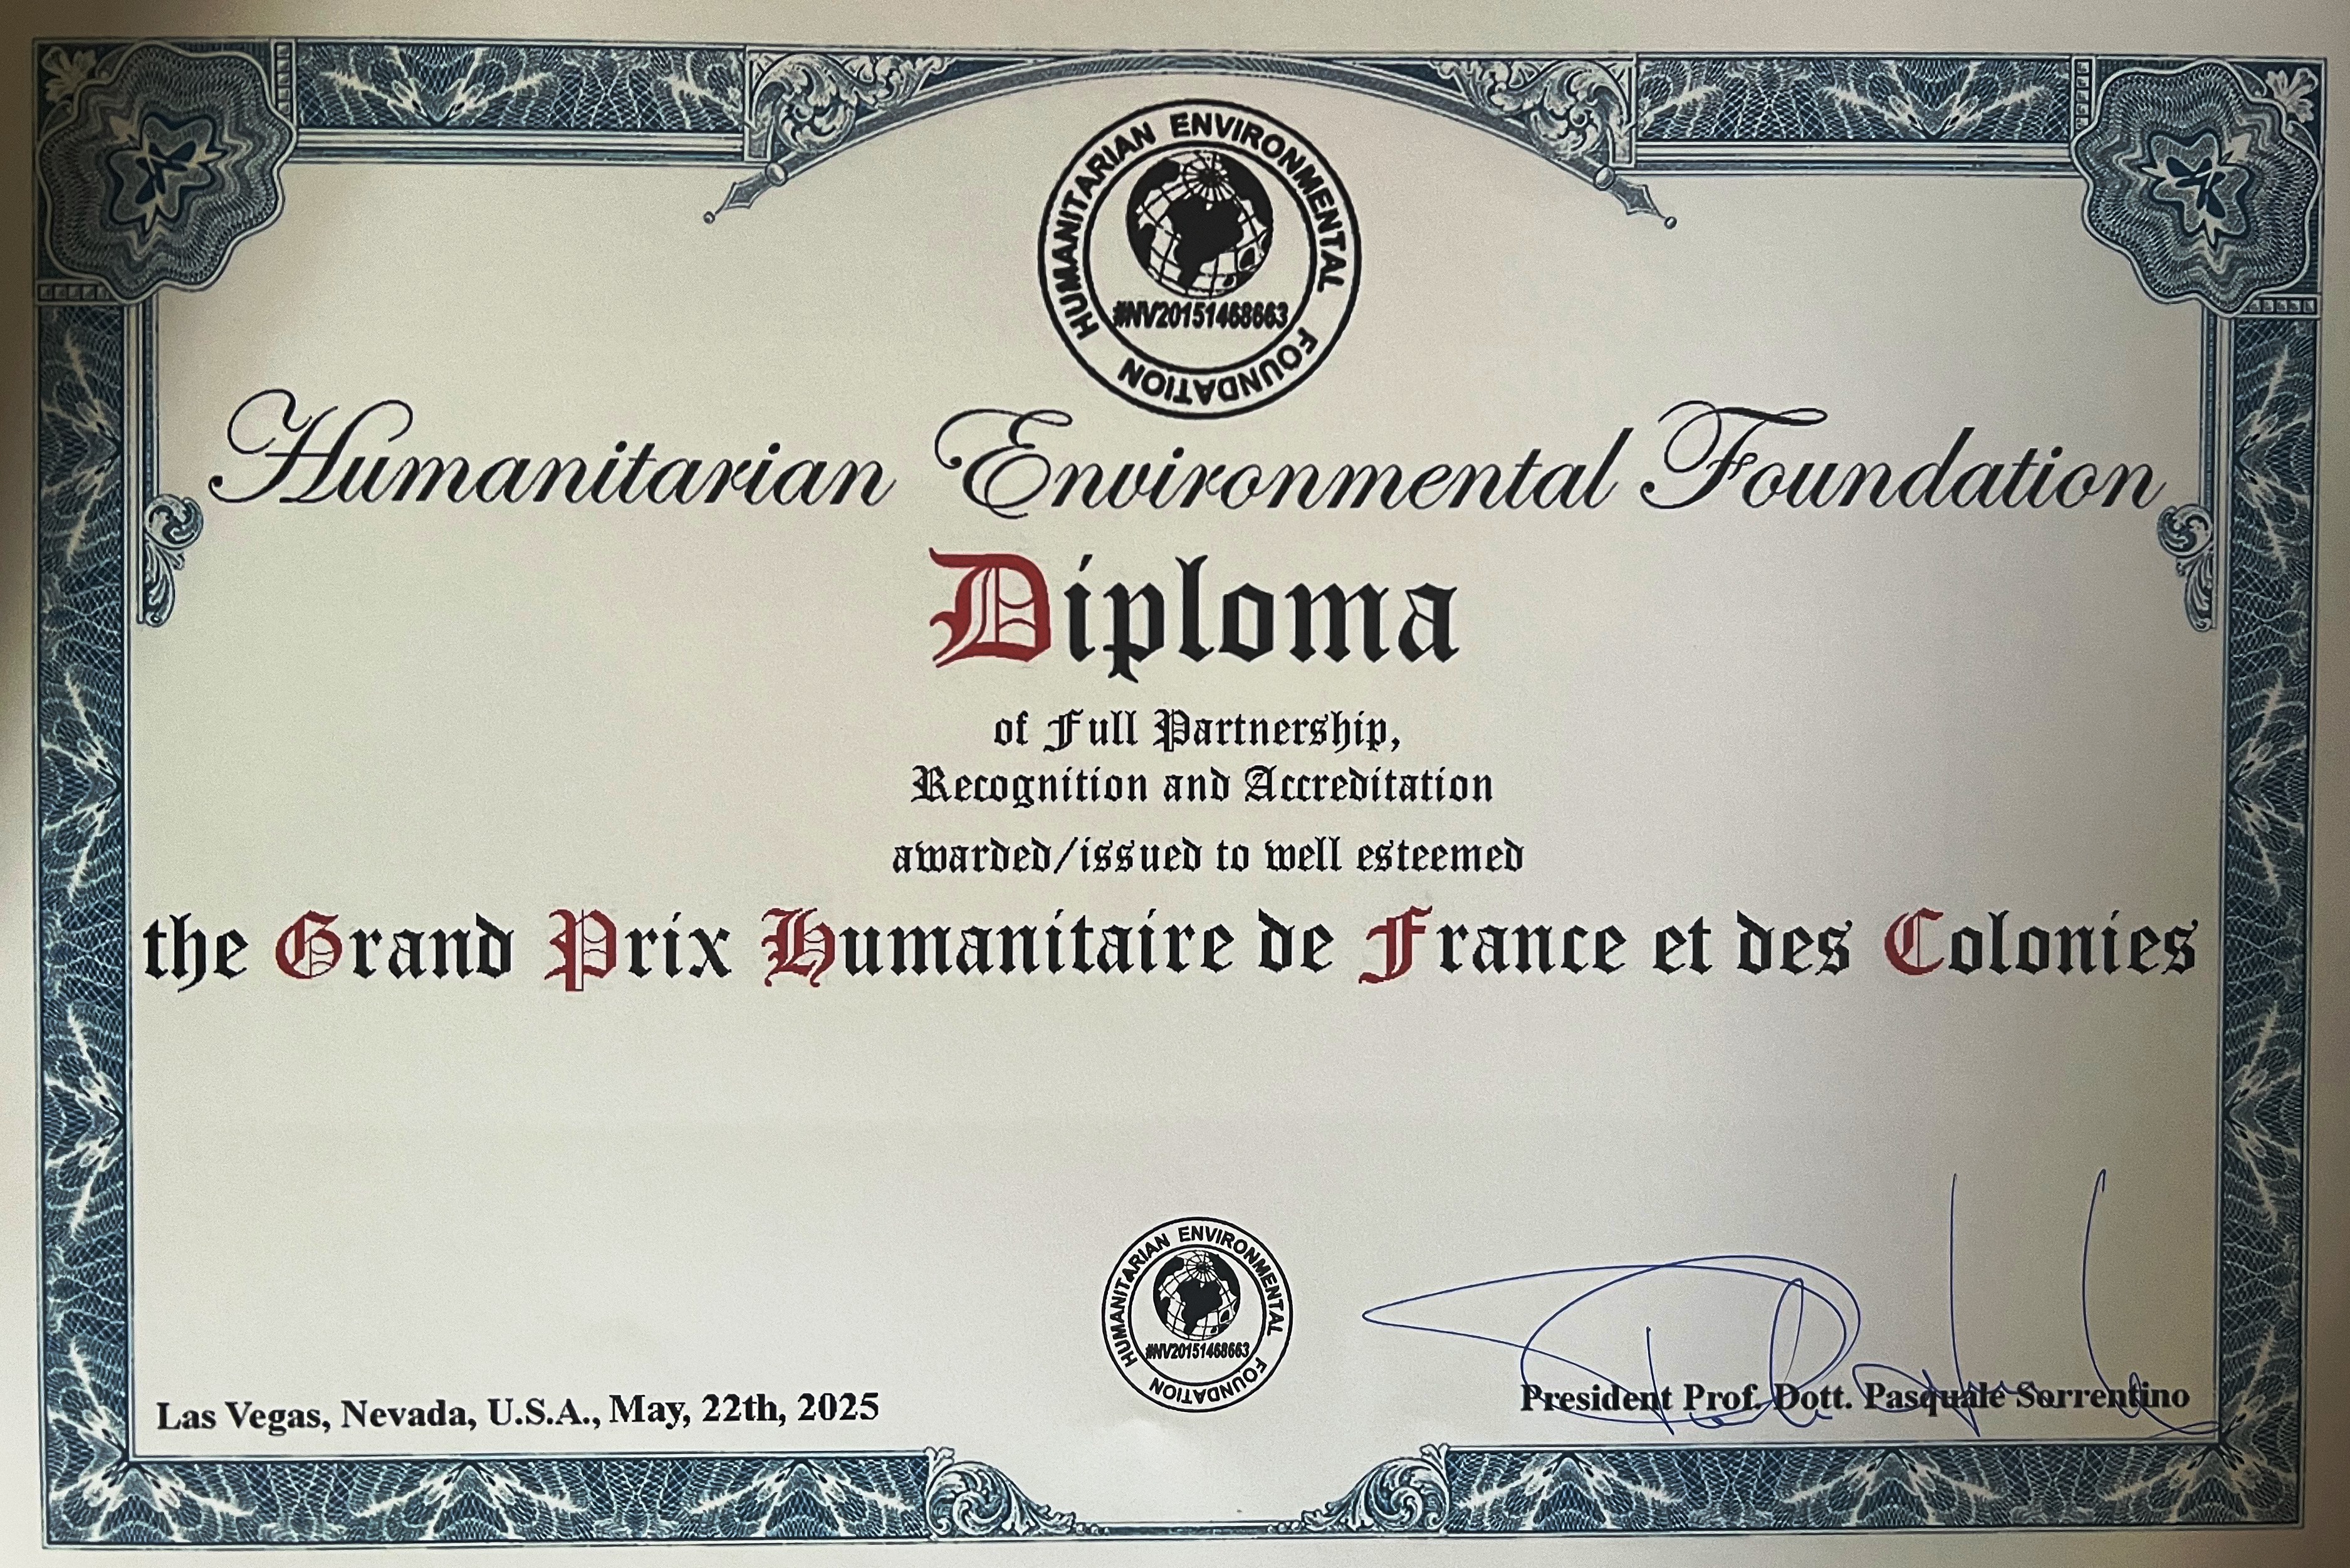 HUMANITARIAN ENVIRONMENTAL FOUNDATION
#NV20151468663
Humanitarian Environmental Foundation
Diploma
of Full Partnership,
Recognition and Accreditation
awarded/issued to well esteemed
the Grand Prix Humanitaire de France et des Colonies
HUMANITARIAN ENVIRONMENTAL FOUNDATION
#NV20151468663
Las Vegas, Nevada, U.S.A., May, 22th, 2025
President Prof. Dott. Pasquale Sorrentino